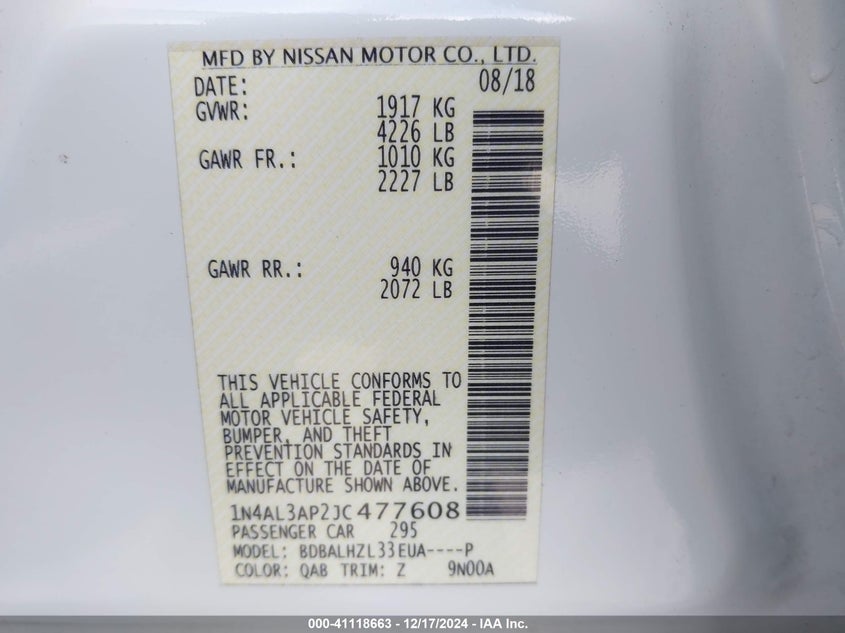 MFD BY NISSAN MOTOR CO., LTD.
DATE: 08/18
GVWR: 1917 KG
4226 LB
GAWR FR.: 1010 KG
2227 LB
GAWR RR.: 940 KG
2072 LB
THIS VEHICLE CONFORMS TO
ALL APPLICABLE FEDERAL
MOTOR VEHICLE SAFETY,
BUMPER, AND THEFT
PREVENTION STANDARDS IN
EFFECT ON THE DATE OF
MANUFACTURE SHOWN ABOVE.
1N4AL3AP2JC477608
PASSENGER CAR 295
MODEL: BDBALHZL33EUA----P
COLOR: QAB TRIM: Z 9N00A
000-41118663 - 12/17/2024 - IAA Inc.